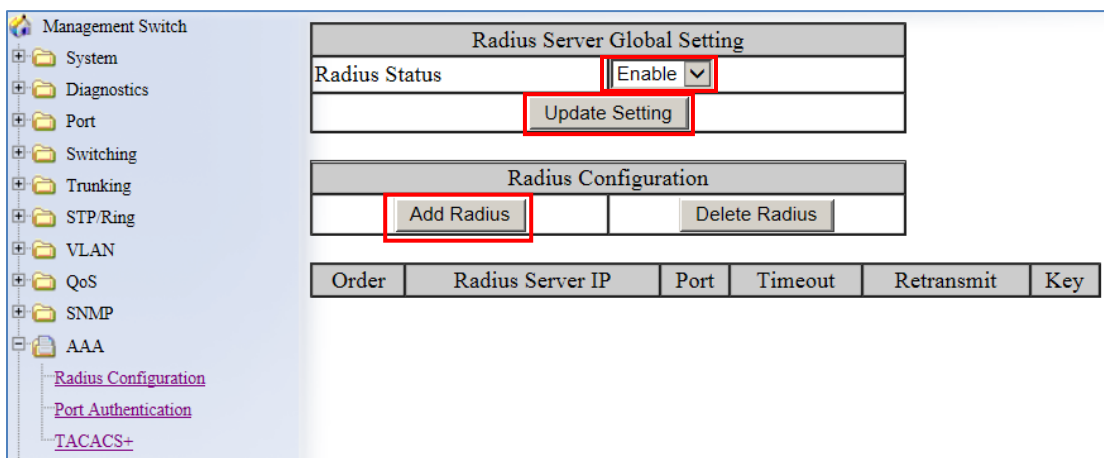 Management Switch
System
Diagnostics
Port
Switching
Trunking
STP/Ring
VLAN
QoS
SNMP
AAA
Radius Configuration
Port Authentication
TACACS+
Radius Server Global Setting
Radius Status Enable
Update Setting
Radius Configuration
Add Radius Delete Radius
Order Radius Server IP Port Timeout Retransmit Key